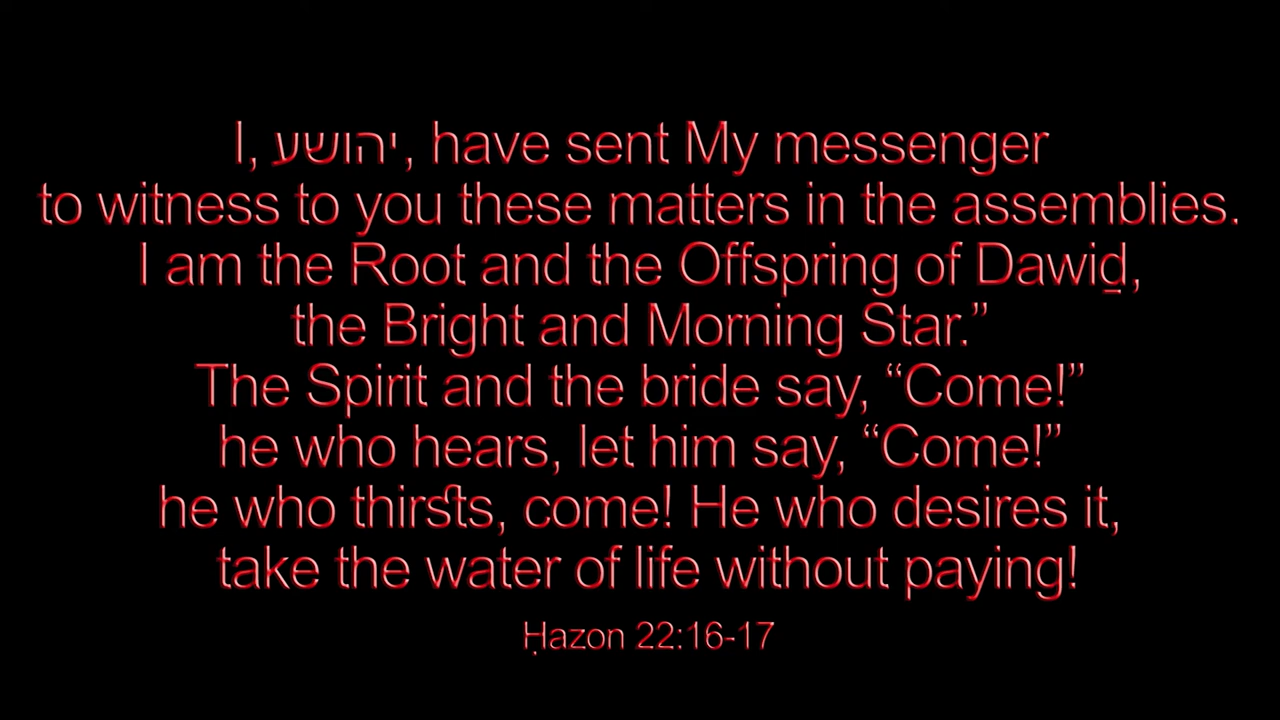 I, יהושע, have sent My messenger
to witness to you these matters in the assemblies.
I am the Root and the Offspring of Dawiḏ,
the Bright and Morning Star.”
The Spirit and the bride say, “Come!”
he who hears, let him say, “Come!”
he who thirsts, come! He who desires it,
take the water of life without paying!
Ḥazon 22:16-17